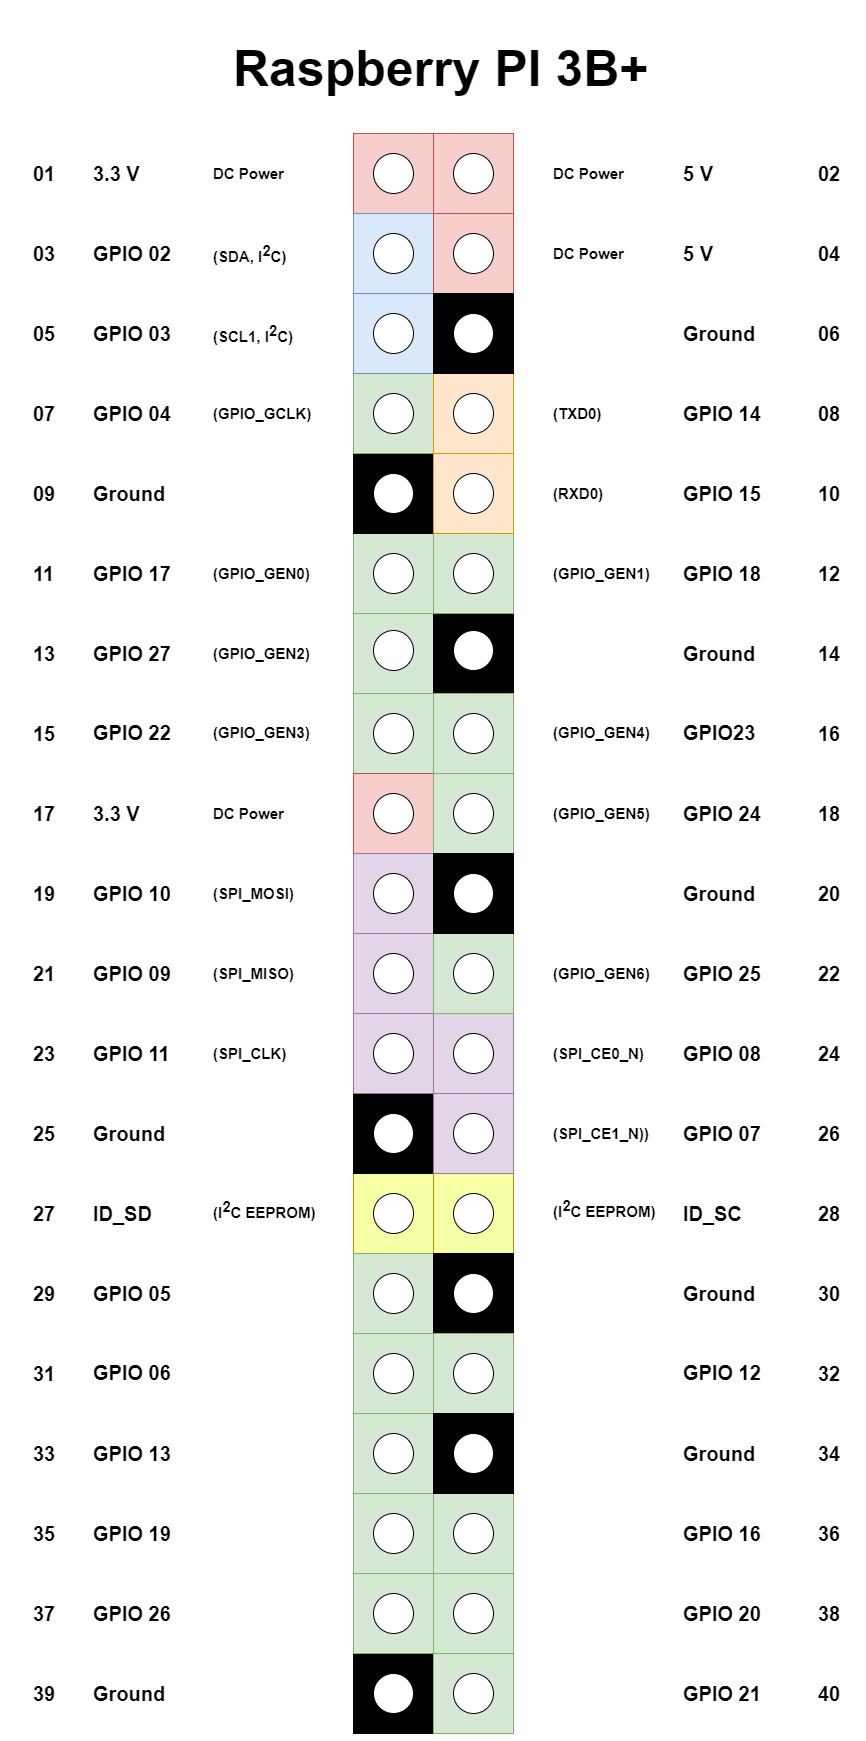 Raspberry PI 3B+
01 3.3 V DC Power DC Power 5 V 02
03 GPIO 02 (SDA, I²C) DC Power 5 V 04
05 GPIO 03 (SCL1, I²C) Ground 06
07 GPIO 04 (GPIO_GCLK) (TXD0) GPIO 14 08
09 Ground (RXD0) GPIO 15 10
11 GPIO 17 (GPIO_GEN0) (GPIO_GEN1) GPIO 18 12
13 GPIO 27 (GPIO_GEN2) Ground 14
15 GPIO 22 (GPIO_GEN3) (GPIO_GEN4) GPIO23 16
17 3.3 V DC Power (GPIO_GEN5) GPIO 24 18
19 GPIO 10 (SPI_MOSI) Ground 20
21 GPIO 09 (SPI_MISO) (GPIO_GEN6) GPIO 25 22
23 GPIO 11 (SPI_CLK) (SPI_CE0_N) GPIO 08 24
25 Ground (SPI_CE1_N)) GPIO 07 26
27 ID_SD (I²C EEPROM) (I²C EEPROM) ID_SC 28
29 GPIO 05 Ground 30
31 GPIO 06 GPIO 12 32
33 GPIO 13 Ground 34
35 GPIO 19 GPIO 16 36
37 GPIO 26 GPIO 20 38
39 Ground GPIO 21 40